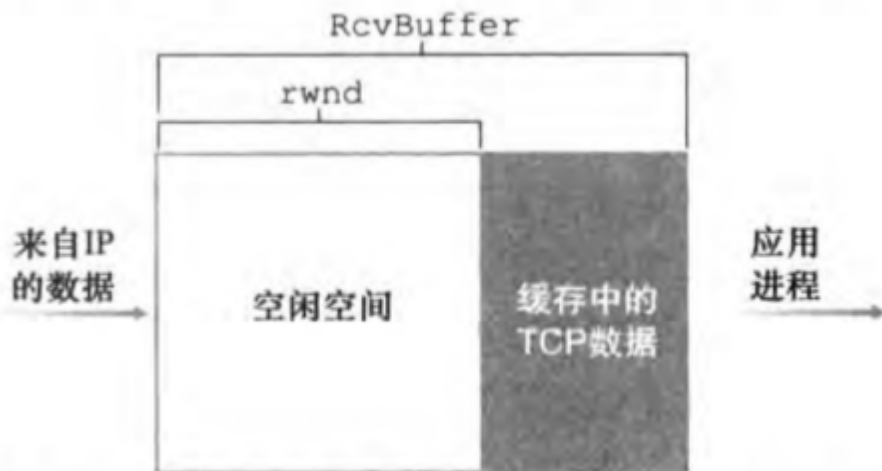 RcvBuffer
rwnd
来自IP
的数据
空闲空间
缓存中的
TCP数据
应用
进程